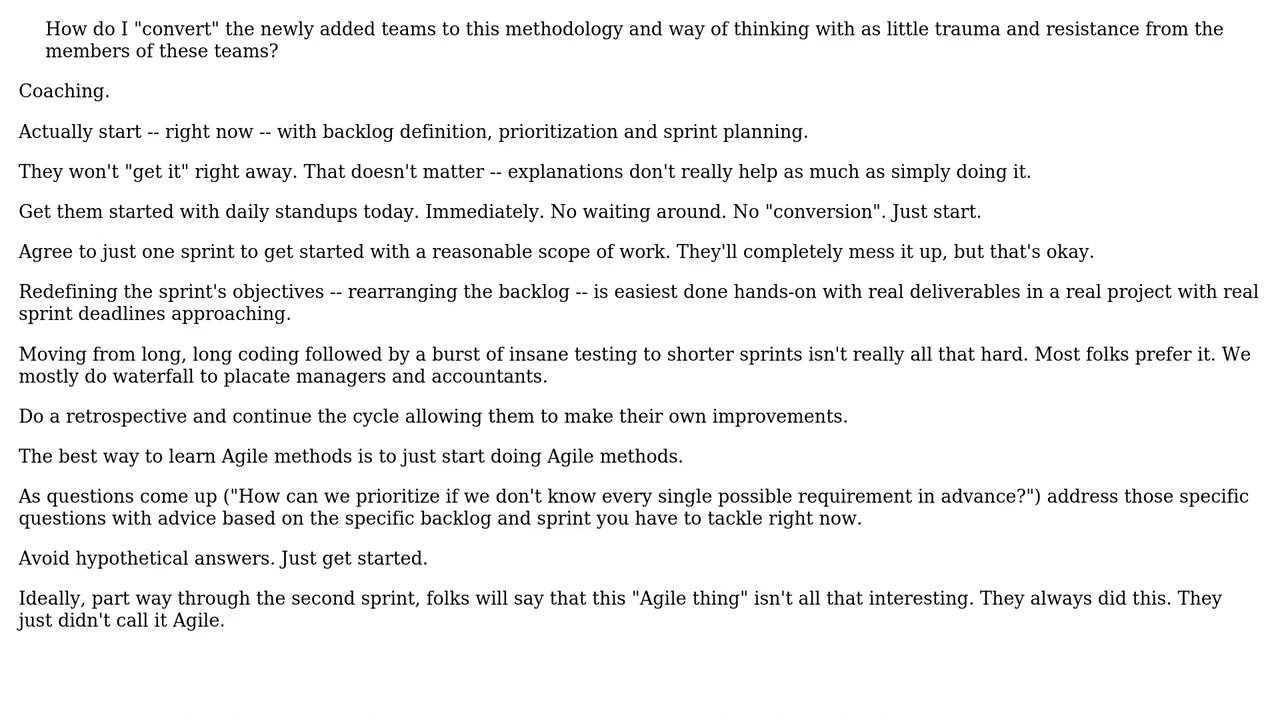 How do I "convert" the newly added teams to this methodology and way of thinking with as little trauma and resistance from the
members of these teams?
Coaching.
Actually start -- right now -- with backlog definition, prioritization and sprint planning.
They won't "get it" right away. That doesn't matter -- explanations don't really help as much as simply doing it.
Get them started with daily standups today. Immediately. No waiting around. No "conversion". Just start.
Agree to just one sprint to get started with a reasonable scope of work. They'll completely mess it up, but that's okay.
Redefining the sprint's objectives -- rearranging the backlog -- is easiest done hands-on with real deliverables in a real project with real
sprint deadlines approaching.
Moving from long, long coding followed by a burst of insane testing to shorter sprints isn't really all that hard. Most folks prefer it. We
mostly do waterfall to placate managers and accountants.
Do a retrospective and continue the cycle allowing them to make their own improvements.
The best way to learn Agile methods is to just start doing Agile methods.
As questions come up ("How can we prioritize if we don't know every single possible requirement in advance?") address those specific
questions with advice based on the specific backlog and sprint you have to tackle right now.
Avoid hypothetical answers. Just get started.
Ideally, part way through the second sprint, folks will say that this "Agile thing" isn't all that interesting. They always did this. They
just didn't call it Agile.